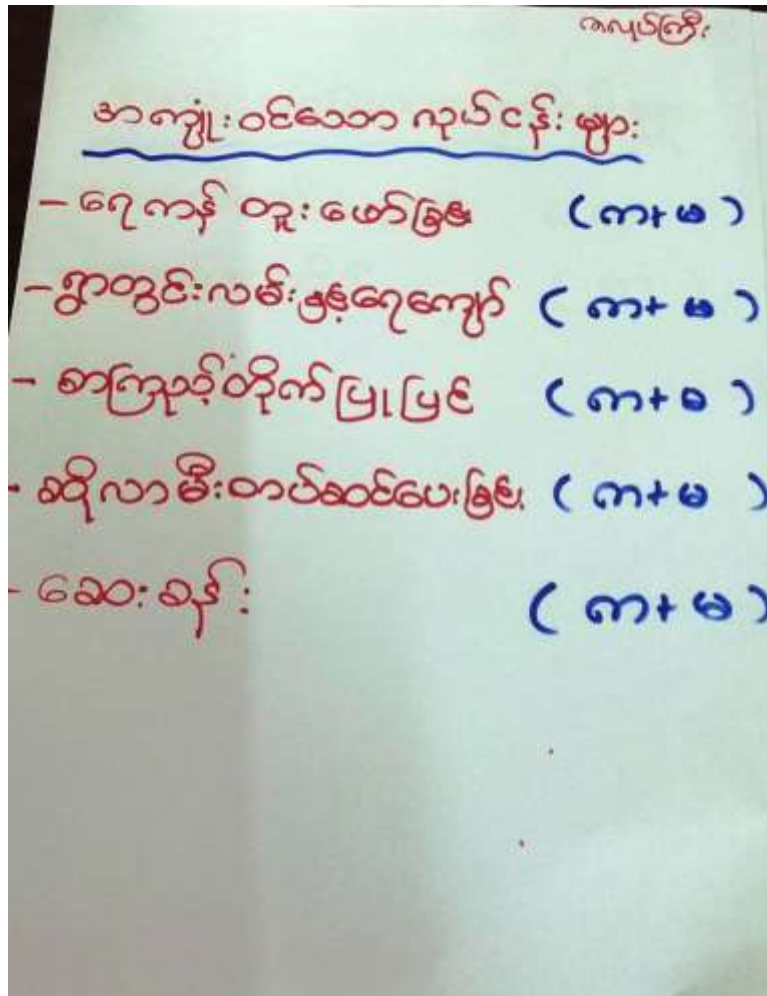 ကလုပ်ကြီး
အကျုံးဝင်သော လုပ်ငန်းများ
- ရေကန် တူးဖော်ခြင်း (ကာ+မ)
- ရွာတွင်းလမ်းနှင့်ရေကျော် (ကာ+မ)
- စာကြည့်တိုက်ပြုပြင် (ကာ+မ)
- ဆိုလာမီးတပ်ဆင်ပေးခြင်း (ကာ+မ)
- ဆေးခန်း (ကာ+မ)